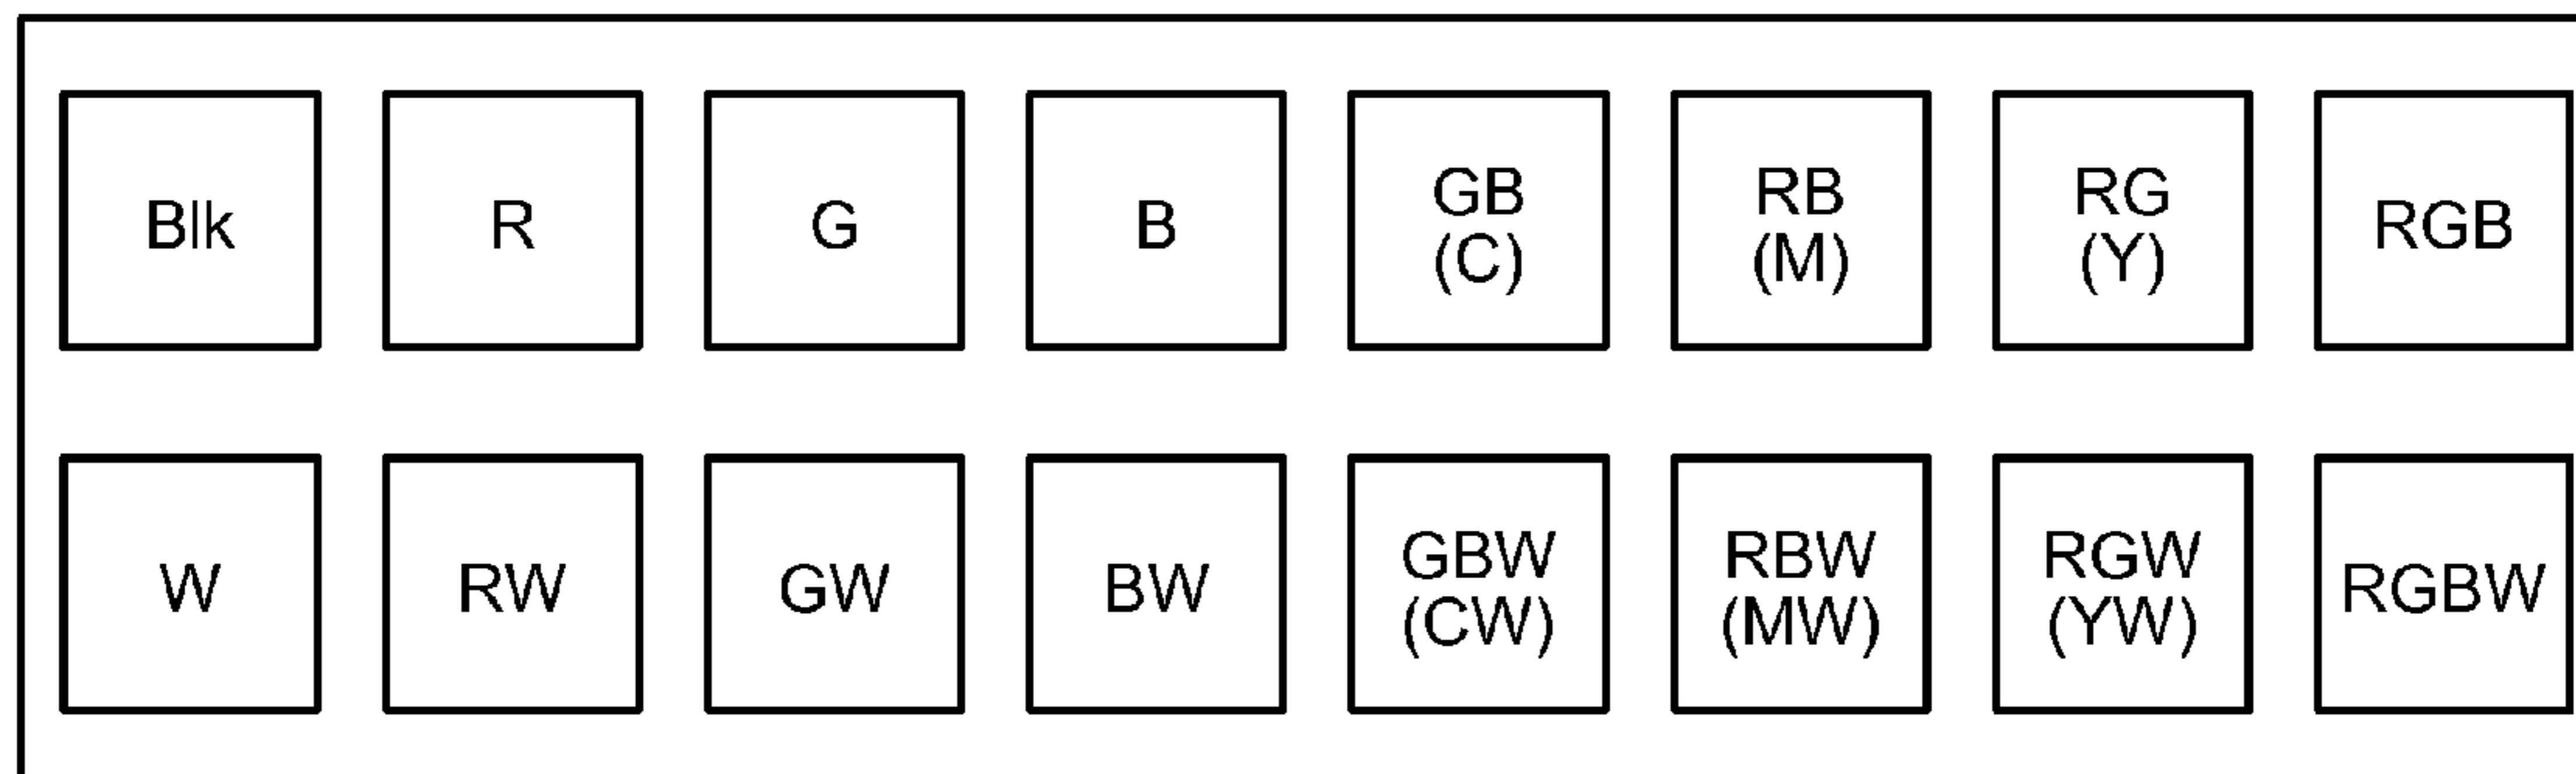 Blk R G B GB RB RG RGB
(C) (M) (Y)
W RW GW BW GBW RBW RGW RGBW
(CW) (MW) (YW)